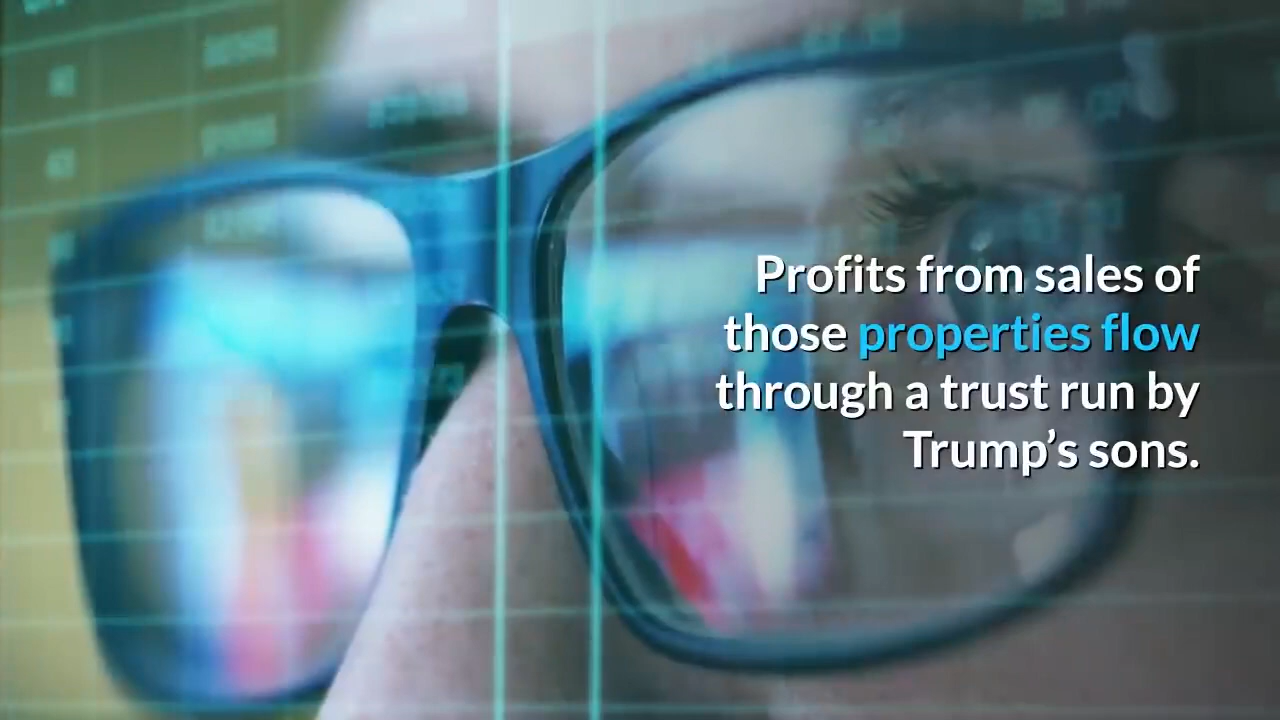 Profits from sales of
those properties flow
through a trust run by
Trump’s sons.